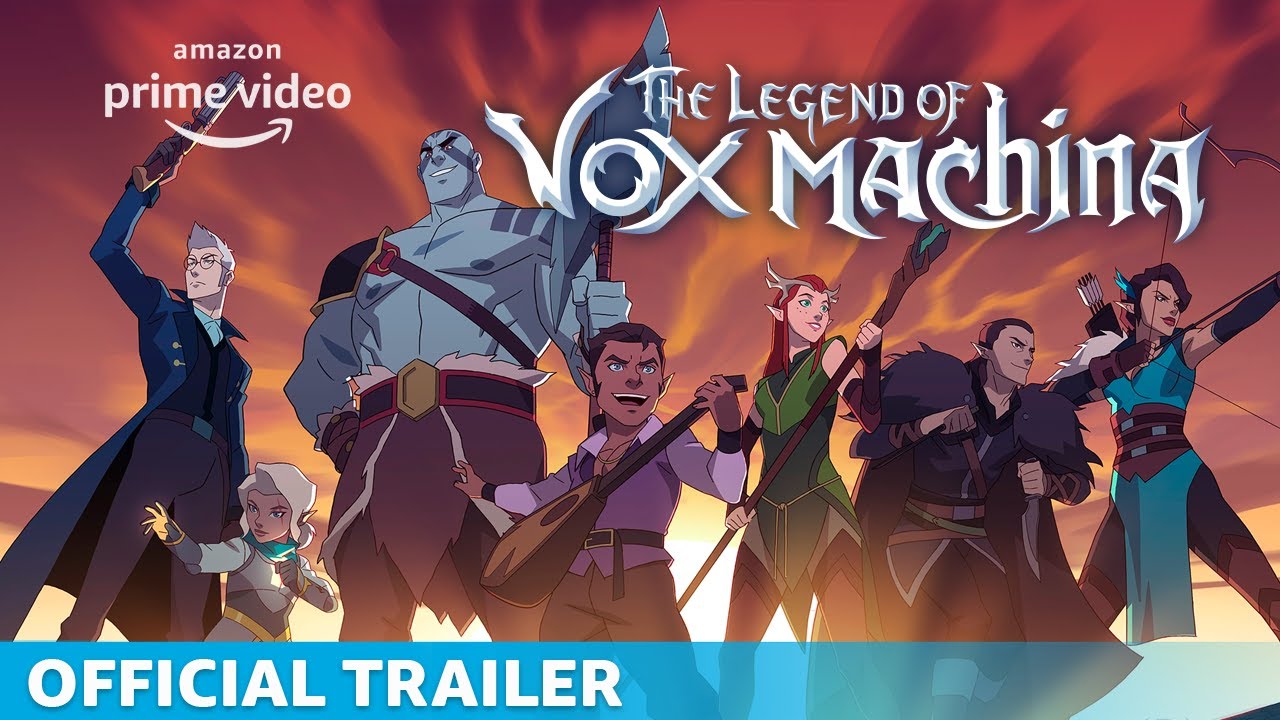 amazon
prime video
THE LEGEND OF
VOX MACHINA
OFFICIAL TRAILER